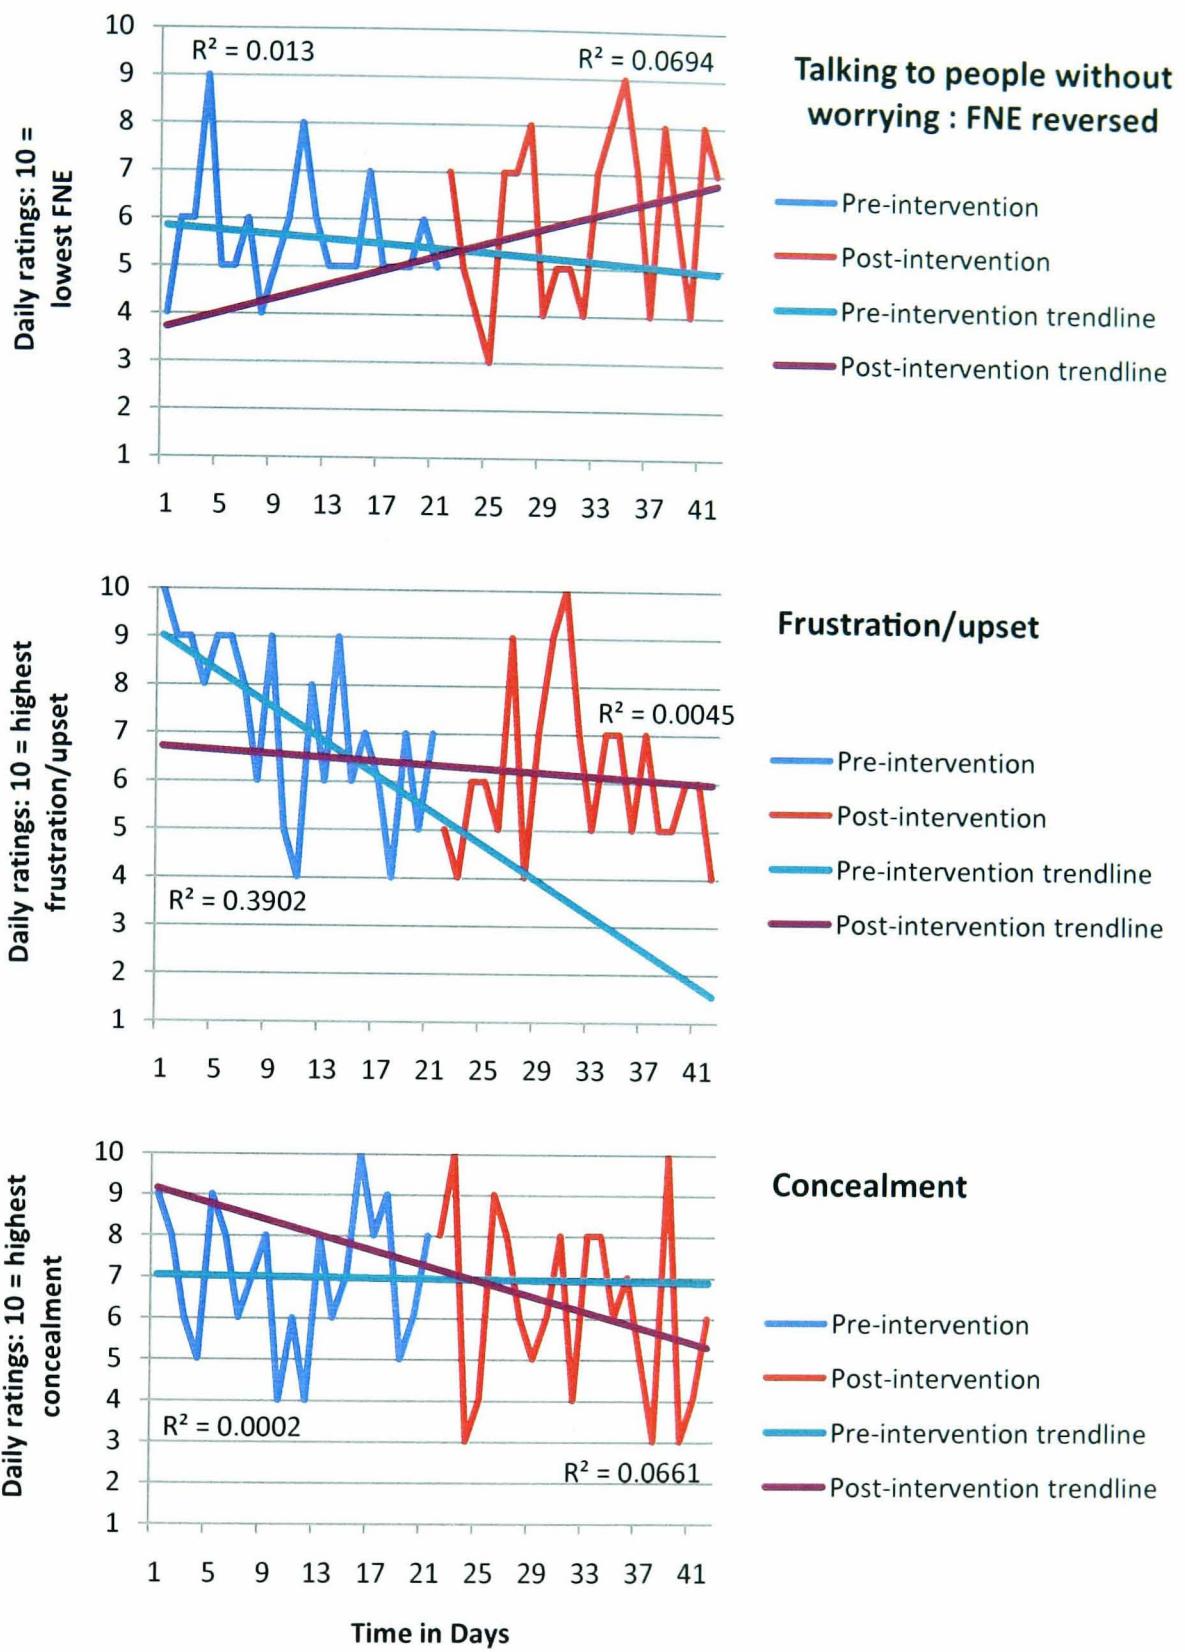 10
9
8
7
6
5
4
3
2
1
R² = 0.013
R² = 0.0694
Daily ratings: 10 =
lowest FNE
1 5 9 13 17 21 25 29 33 37 41
Talking to people without
worrying : FNE reversed
Pre-intervention
Post-intervention
Pre-intervention trendline
Post-intervention trendline
10
9
8
7
6
5
4
3
2
1
R² = 0.0045
R² = 0.3902
Daily ratings: 10 = highest
frustration/upset
1 5 9 13 17 21 25 29 33 37 41
Frustration/upset
Pre-intervention
Post-intervention
Pre-intervention trendline
Post-intervention trendline
10
9
8
7
6
5
4
3
2
1
R² = 0.0002
R² = 0.0661
Daily ratings: 10 = highest
concealment
1 5 9 13 17 21 25 29 33 37 41
Time in Days
Concealment
Pre-intervention
Post-intervention
Pre-intervention trendline
Post-intervention trendline